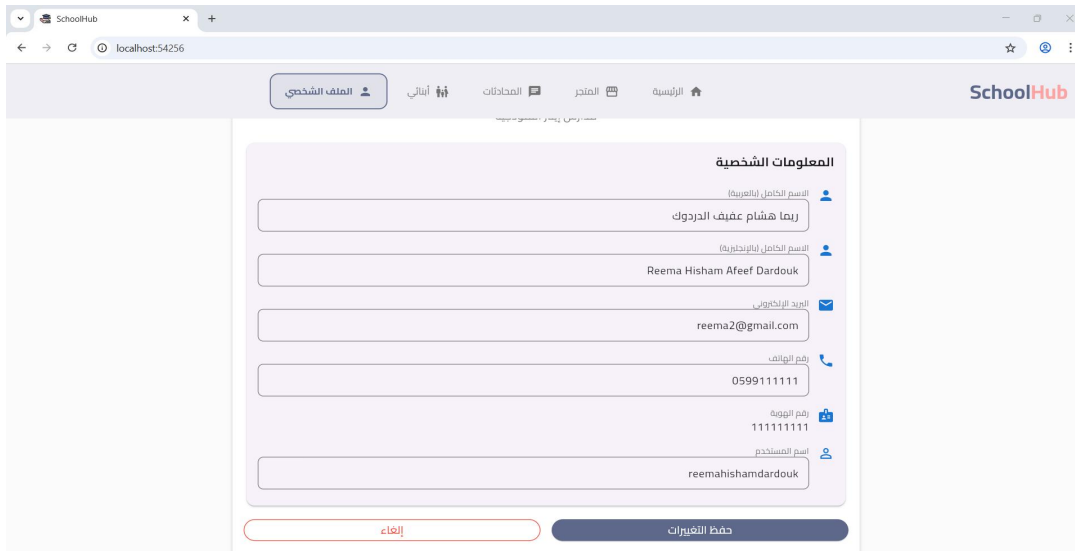 SchoolHub
localhost:54256
SchoolHub
الرئيسية
المتجر
المحادثات
أبنائي
الملف الشخصي
المعلومات الشخصية
الاسم الكامل (بالعربية)
ريما هشام عفيف الدردوك
الاسم الكامل (بالإنجليزية)
Reema Hisham Afeef Dardouk
البريد الإلكتروني
reema2@gmail.com
رقم الهاتف
0599111111
رقم الهوية
111111111
اسم المستخدم
reemahishamdardouk
حفظ التغييرات
إلغاء